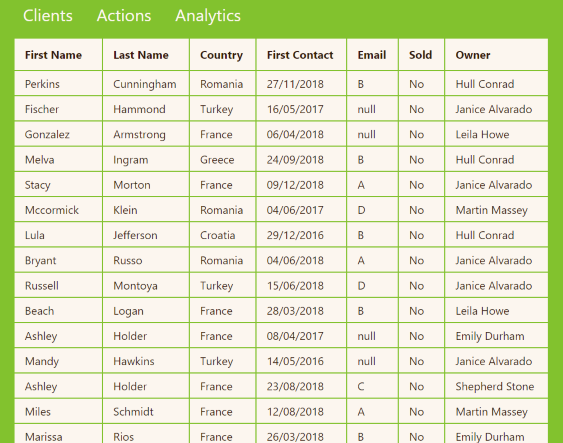 Clients Actions Analytics
First Name Last Name Country First Contact Email Sold Owner
Perkins Cunningham Romania 27/11/2018 B No Hull Conrad
Fischer Hammond Turkey 16/05/2017 null No Janice Alvarado
Gonzalez Armstrong France 06/04/2018 null No Leila Howe
Melva Ingram Greece 24/09/2018 B No Hull Conrad
Stacy Morton France 09/12/2018 A No Janice Alvarado
Mccormick Klein Romania 04/06/2017 D No Martin Massey
Lula Jefferson Croatia 29/12/2016 B No Hull Conrad
Bryant Russo Romania 04/06/2018 A No Janice Alvarado
Russell Montoya Turkey 15/06/2018 D No Janice Alvarado
Beach Logan France 28/03/2018 B No Leila Howe
Ashley Holder France 08/04/2017 null No Emily Durham
Mandy Hawkins Turkey 14/05/2016 null No Janice Alvarado
Ashley Holder France 23/08/2018 C No Shepherd Stone
Miles Schmidt France 12/08/2018 A No Martin Massey
Marissa Rios France 26/03/2018 B No Emily Durham